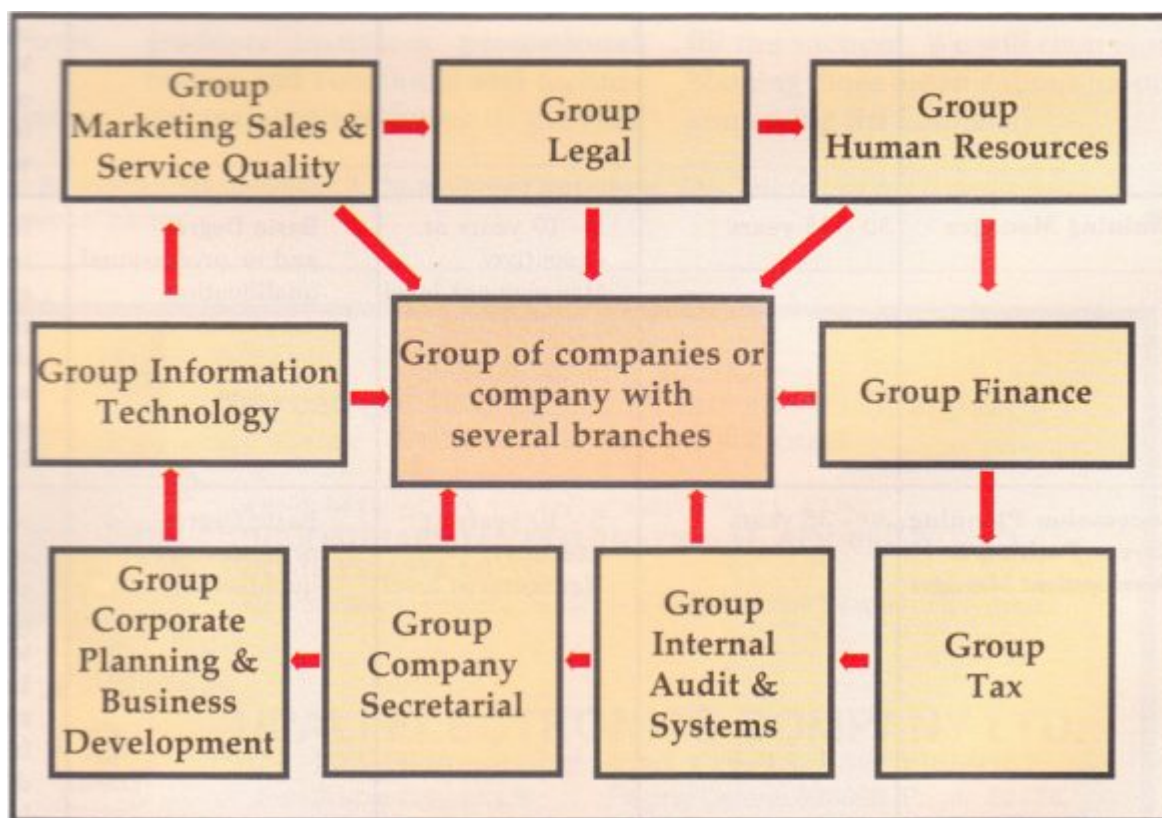 Group
Marketing Sales &
Service Quality
Group
Legal
Group
Human Resources
Group Information
Technology
Group of companies or
company with
several branches
Group Finance
Group
Corporate
Planning &
Business
Development
Group
Company
Secretarial
Group
Internal
Audit &
Systems
Group
Tax